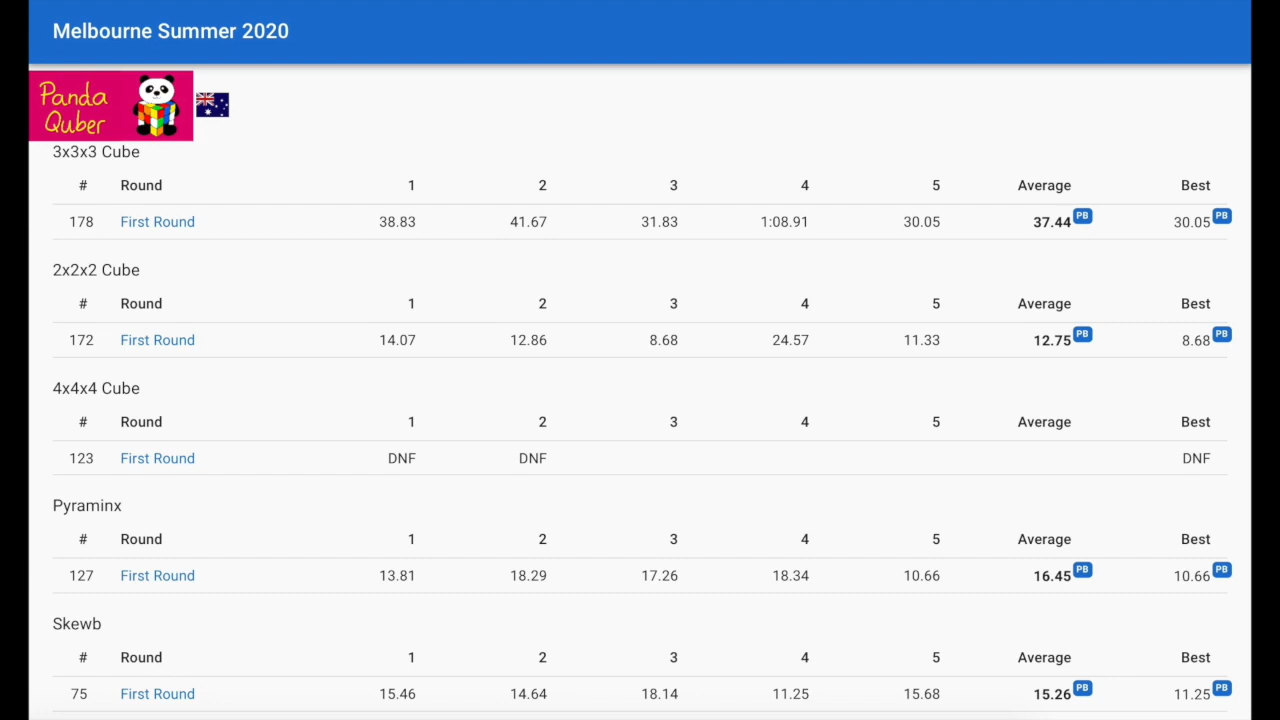 Melbourne Summer 2020
Panda
Quber
3x3x3 Cube
# Round 1 2 3 4 5 Average Best
178 First Round 38.83 41.67 31.83 1:08.91 30.05 37.44 PB 30.05 PB
2x2x2 Cube
# Round 1 2 3 4 5 Average Best
172 First Round 14.07 12.86 8.68 24.57 11.33 12.75 PB 8.68 PB
4x4x4 Cube
# Round 1 2 3 4 5 Average Best
123 First Round DNF DNF DNF
Pyraminx
# Round 1 2 3 4 5 Average Best
127 First Round 13.81 18.29 17.26 18.34 10.66 16.45 PB 10.66 PB
Skewb
# Round 1 2 3 4 5 Average Best
75 First Round 15.46 14.64 18.14 11.25 15.68 15.26 PB 11.25 PB